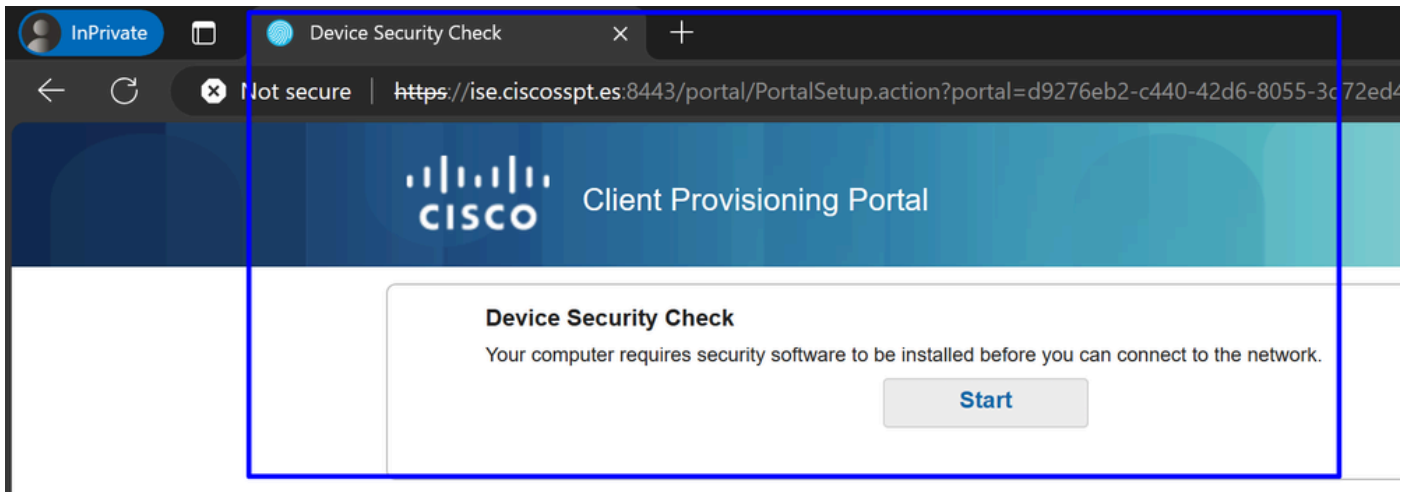 InPrivate
Device Security Check
Not secure
https://ise.ciscosspt.es:8443/portal/PortalSetup.action?portal=d9276eb2-c440-42d6-8055-3d72ed4
CISCO
Client Provisioning Portal
Device Security Check
Your computer requires security software to be installed before you can connect to the network.
Start